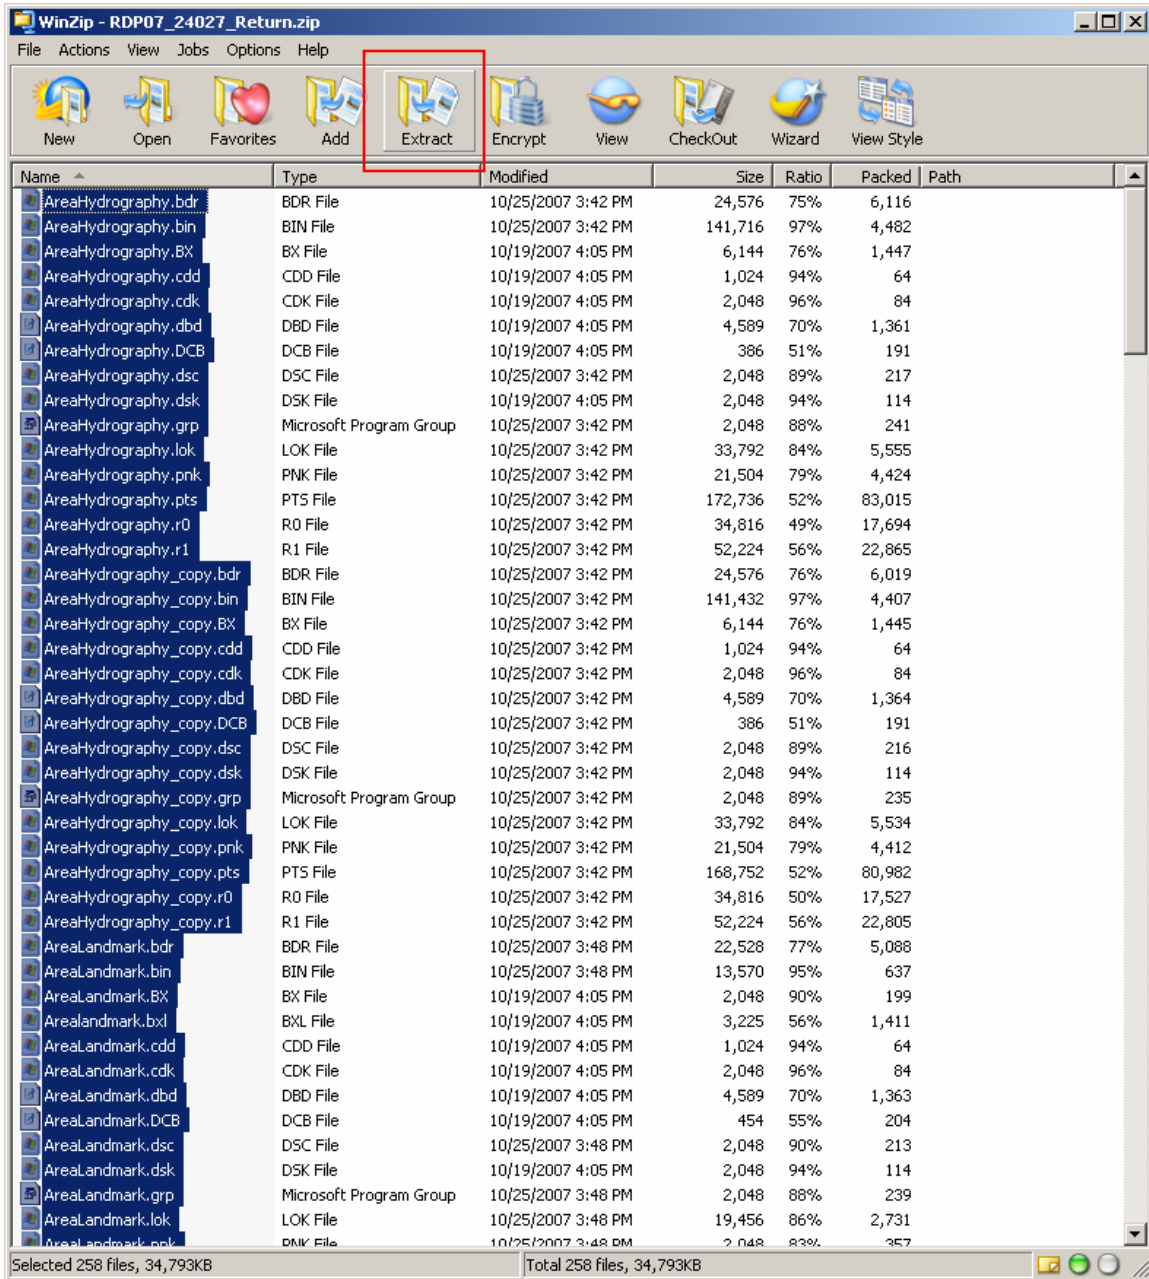 WinZip - RDP07_24027_Return.zip
File Actions View Jobs Options Help
New Open Favorites Add Extract Encrypt View CheckOut Wizard View Style
Name Type Modified Size Ratio Packed Path
AreaHydrography.bdr BDR File 10/25/2007 3:42 PM 24,576 75% 6,116
AreaHydrography.bin BIN File 10/25/2007 3:42 PM 141,716 97% 4,482
AreaHydrography.BX BX File 10/19/2007 4:05 PM 6,144 76% 1,447
AreaHydrography.cdd CDD File 10/19/2007 4:05 PM 1,024 94% 64
AreaHydrography.cdk CDK File 10/19/2007 4:05 PM 2,048 96% 84
AreaHydrography.dbd DBD File 10/19/2007 4:05 PM 4,589 70% 1,361
AreaHydrography.DCB DCB File 10/19/2007 4:05 PM 386 51% 191
AreaHydrography.dsc DSC File 10/25/2007 3:42 PM 2,048 89% 217
AreaHydrography.dsk DSK File 10/19/2007 4:05 PM 2,048 94% 114
AreaHydrography.grp Microsoft Program Group 10/25/2007 3:42 PM 2,048 88% 241
AreaHydrography.lok LOK File 10/25/2007 3:42 PM 33,792 84% 5,555
AreaHydrography.pnk PNK File 10/25/2007 3:42 PM 21,504 79% 4,424
AreaHydrography.pts PTS File 10/25/2007 3:42 PM 172,736 52% 83,015
AreaHydrography.r0 R0 File 10/25/2007 3:42 PM 34,816 49% 17,694
AreaHydrography.r1 R1 File 10/25/2007 3:42 PM 52,224 56% 22,865
AreaHydrography_copy.bdr BDR File 10/25/2007 3:42 PM 24,576 76% 6,019
AreaHydrography_copy.bin BIN File 10/25/2007 3:42 PM 141,432 97% 4,407
AreaHydrography_copy.BX BX File 10/25/2007 3:42 PM 6,144 76% 1,445
AreaHydrography_copy.cdd CDD File 10/25/2007 3:42 PM 1,024 94% 64
AreaHydrography_copy.cdk CDK File 10/25/2007 3:42 PM 2,048 96% 84
AreaHydrography_copy.dbd DBD File 10/25/2007 3:42 PM 4,589 70% 1,364
AreaHydrography_copy.DCB DCB File 10/25/2007 3:42 PM 386 51% 191
AreaHydrography_copy.dsc DSC File 10/25/2007 3:42 PM 2,048 89% 216
AreaHydrography_copy.dsk DSK File 10/25/2007 3:42 PM 2,048 94% 114
AreaHydrography_copy.grp Microsoft Program Group 10/25/2007 3:42 PM 2,048 89% 235
AreaHydrography_copy.lok LOK File 10/25/2007 3:42 PM 33,792 84% 5,534
AreaHydrography_copy.pnk PNK File 10/25/2007 3:42 PM 21,504 79% 4,412
AreaHydrography_copy.pts PTS File 10/25/2007 3:42 PM 168,752 52% 80,982
AreaHydrography_copy.r0 R0 File 10/25/2007 3:42 PM 34,816 50% 17,527
AreaHydrography_copy.r1 R1 File 10/25/2007 3:42 PM 52,224 56% 22,805
AreaLandmark.bdr BDR File 10/25/2007 3:48 PM 22,528 77% 5,088
AreaLandmark.bin BIN File 10/25/2007 3:48 PM 13,570 95% 637
AreaLandmark.BX BX File 10/19/2007 4:05 PM 2,048 90% 199
Arealandmark.bxl BXL File 10/19/2007 4:05 PM 3,225 56% 1,411
AreaLandmark.cdd CDD File 10/19/2007 4:05 PM 1,024 94% 64
AreaLandmark.cdk CDK File 10/19/2007 4:05 PM 2,048 96% 84
AreaLandmark.dbd DBD File 10/19/2007 4:05 PM 4,589 70% 1,363
AreaLandmark.DCB DCB File 10/19/2007 4:05 PM 454 55% 204
AreaLandmark.dsc DSC File 10/25/2007 3:48 PM 2,048 90% 213
AreaLandmark.dsk DSK File 10/19/2007 4:05 PM 2,048 94% 114
AreaLandmark.grp Microsoft Program Group 10/25/2007 3:48 PM 2,048 88% 239
AreaLandmark.lok LOK File 10/25/2007 3:48 PM 19,456 86% 2,731
AreaLandmark.pnk PNK File 10/25/2007 3:48 PM 2,048 83% 357
Selected 258 files, 34,793KB Total 258 files, 34,793KB